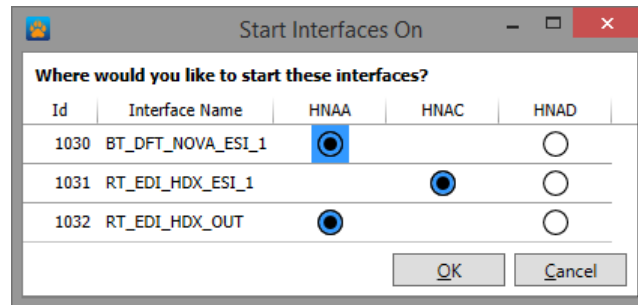 Start Interfaces On
Where would you like to start these interfaces?
Id Interface Name HNAA HNAC HNAD
1030 BT_DFT_NOVA_ESI_1
1031 RT_EDI_HDX_ESI_1
1032 RT_EDI_HDX_OUT
OK Cancel